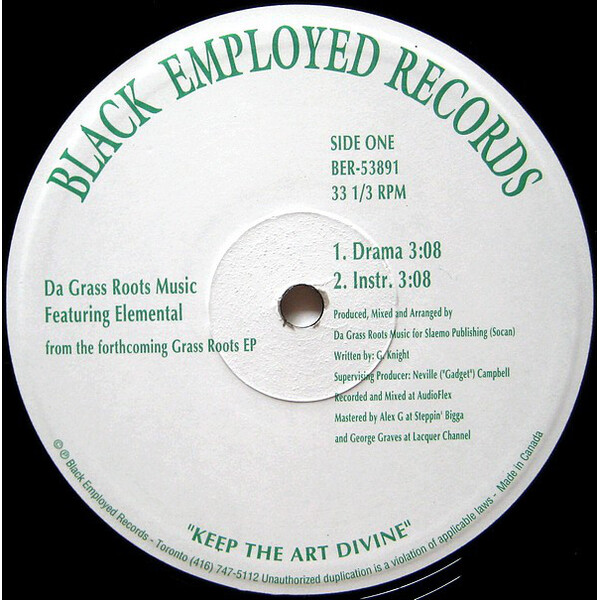 BLACK EMPLOYED RECORDS
SIDE ONE
BER-53891
33 1/3 RPM
1. Drama 3:08
2. Instr. 3:08
Da Grass Roots Music
Featuring Elemental
from the forthcoming Grass Roots EP
Produced, Mixed and Arranged by
Da Grass Roots Music for Slaemo Publishing (Socan)
Written by: G. Knight
Supervising Producer: Neville ("Gadget") Campbell
Recorded and Mixed at AudioFlex
Mastered by Alex G at Steppin' Bigga
and George Graves at Lacquer Channel
"KEEP THE ART DIVINE"
© ℗ Black Employed Records - Toronto (416) 747-5112 Unauthorized duplication is a violation of applicable laws - Made in Canada